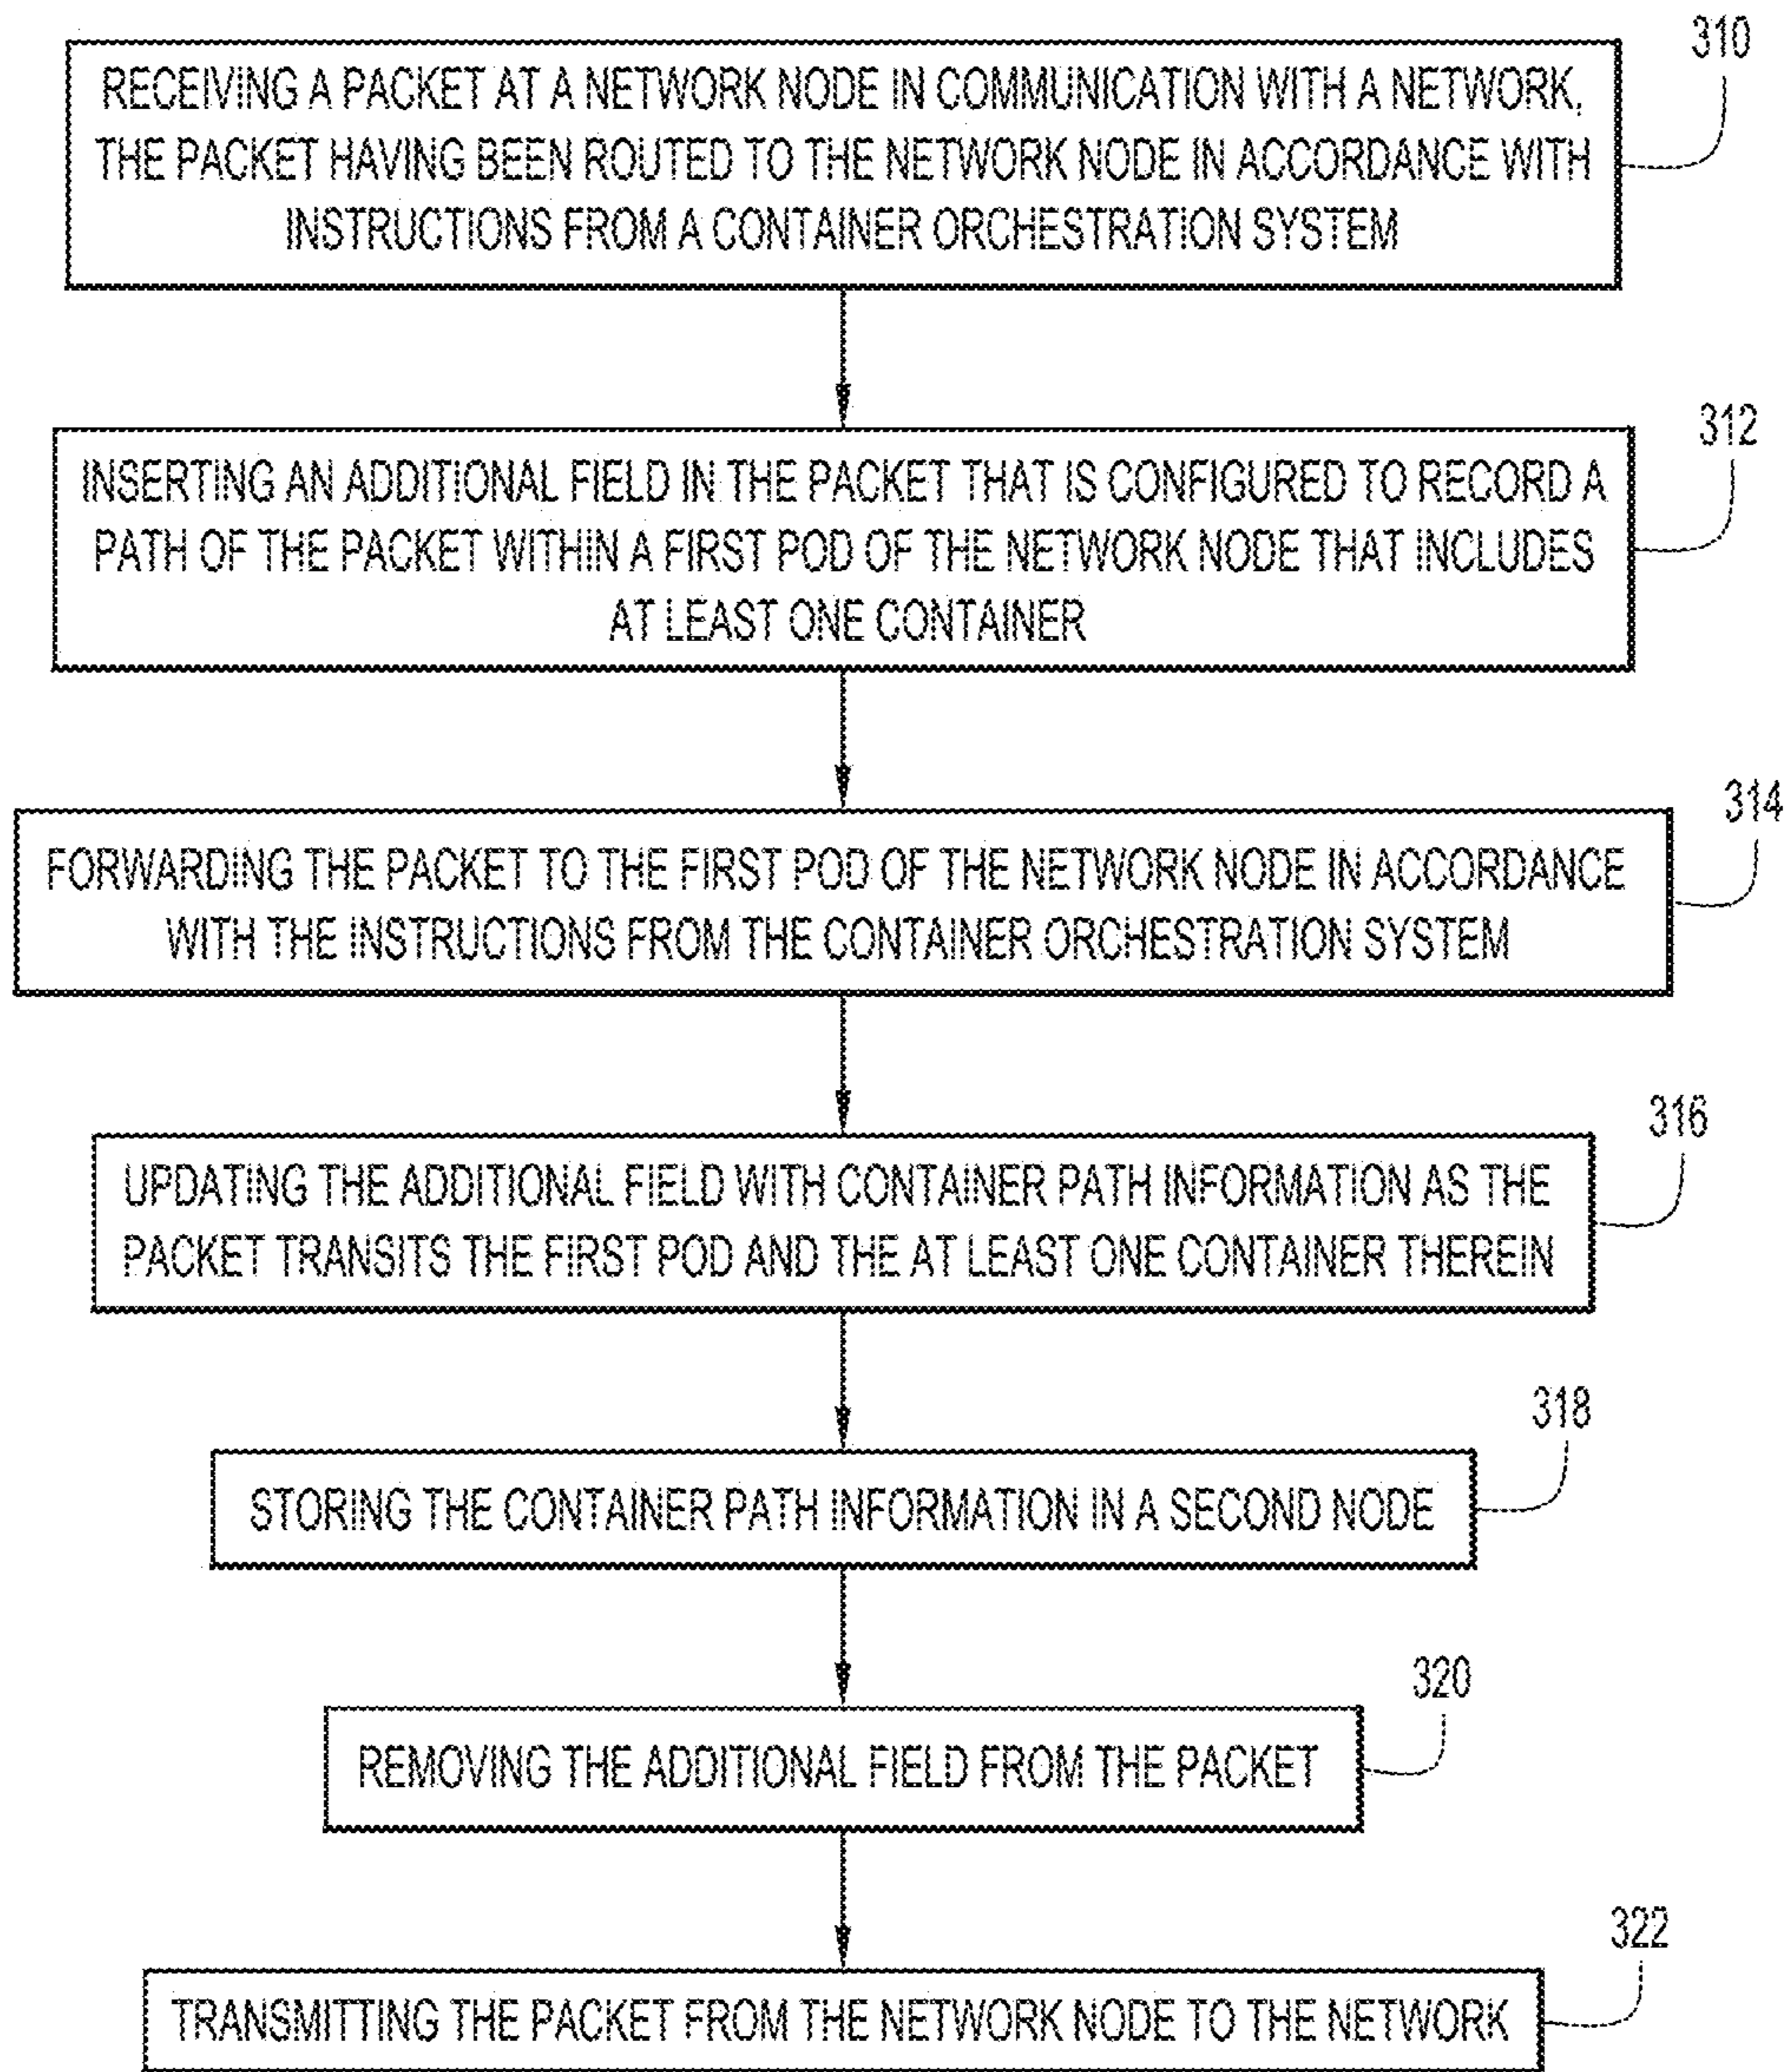 310
RECEIVING A PACKET AT A NETWORK NODE IN COMMUNICATION WITH A NETWORK,
THE PACKET HAVING BEEN ROUTED TO THE NETWORK NODE IN ACCORDANCE WITH
INSTRUCTIONS FROM A CONTAINER ORCHESTRATION SYSTEM
312
INSERTING AN ADDITIONAL FIELD IN THE PACKET THAT IS CONFIGURED TO RECORD A
PATH OF THE PACKET WITHIN A FIRST POD OF THE NETWORK NODE THAT INCLUDES
AT LEAST ONE CONTAINER
314
FORWARDING THE PACKET TO THE FIRST POD OF THE NETWORK NODE IN ACCORDANCE
WITH THE INSTRUCTIONS FROM THE CONTAINER ORCHESTRATION SYSTEM
316
UPDATING THE ADDITIONAL FIELD WITH CONTAINER PATH INFORMATION AS THE
PACKET TRANSITS THE FIRST POD AND THE AT LEAST ONE CONTAINER THEREIN
318
STORING THE CONTAINER PATH INFORMATION IN A SECOND NODE
320
REMOVING THE ADDITIONAL FIELD FROM THE PACKET
322
TRANSMITTING THE PACKET FROM THE NETWORK NODE TO THE NETWORK